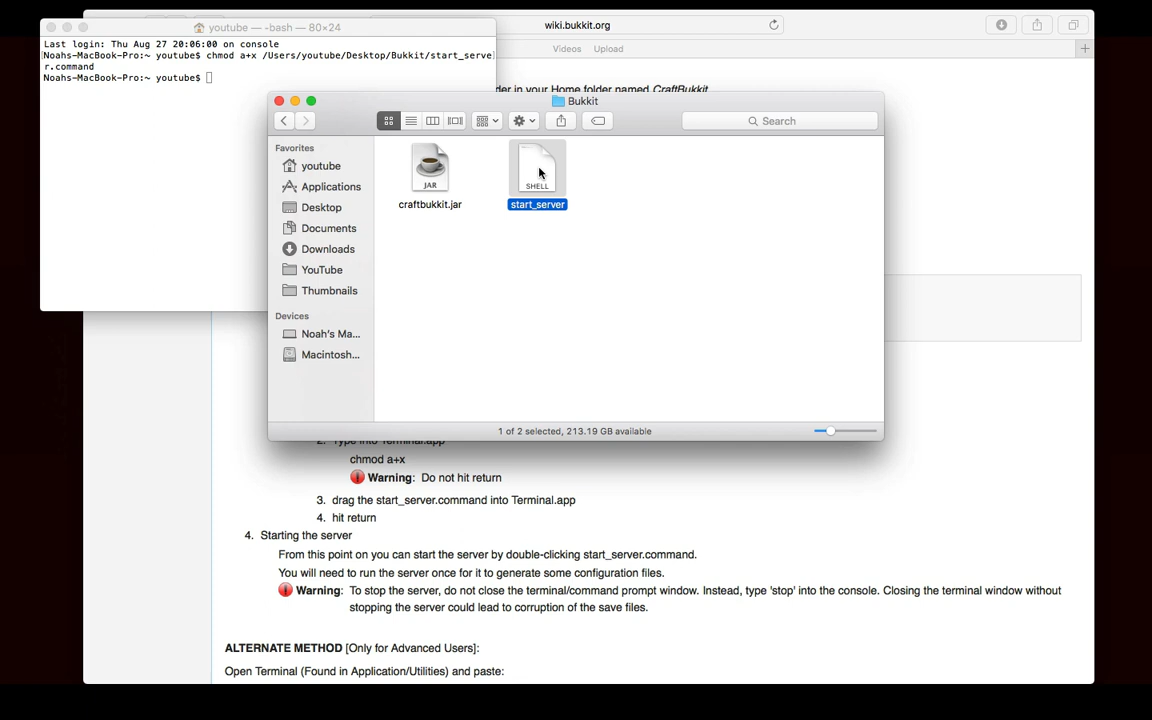 youtube — -bash — 80×24
wiki.bukkit.org
Last login: Thu Aug 27 20:06:00 on console
[Noahs-MacBook-Pro:~ youtube$ chmod a+x /Users/youtube/Desktop/Bukkit/start_serve]
r.command
Noahs-MacBook-Pro:~ youtube$
Videos Upload
der in your Home folder named CraftBukkit
Bukkit
Search
Favorites
youtube
Applications
Desktop
Documents
Downloads
YouTube
Thumbnails
Devices
Noah's Ma...
Macintosh...
JAR
craftbukkit.jar
SHELL
start_server
1 of 2 selected, 213.19 GB available
2. Type into Terminal.app
chmod a+x
Warning: Do not hit return
3. drag the start_server.command into Terminal.app
4. hit return
4. Starting the server
From this point on you can start the server by double-clicking start_server.command.
You will need to run the server once for it to generate some configuration files.
Warning: To stop the server, do not close the terminal/command prompt window. Instead, type 'stop' into the console. Closing the terminal window without
stopping the server could lead to corruption of the save files.
ALTERNATE METHOD [Only for Advanced Users]:
Open Terminal (Found in Application/Utilities) and paste: